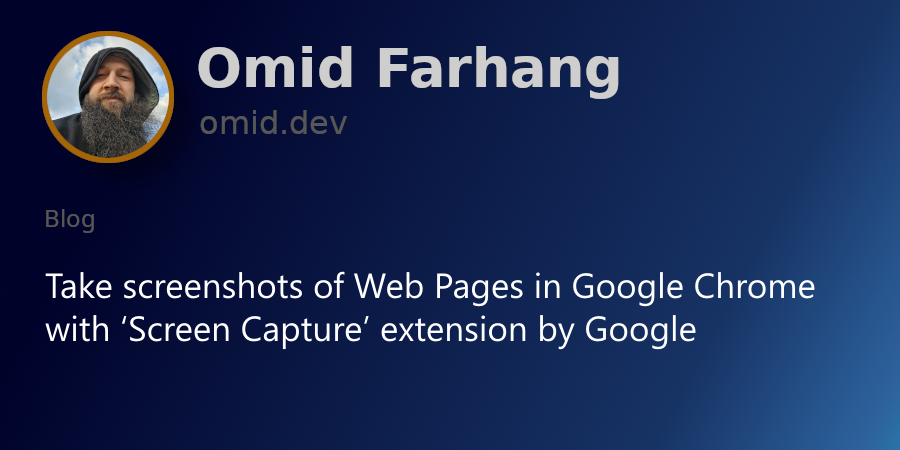 Omid Farhang
omid.dev
Blog
Take screenshots of Web Pages in Google Chrome
with ‘Screen Capture’ extension by Google